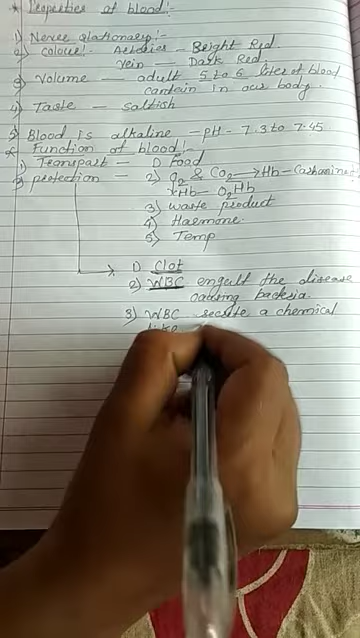 * Properties of blood:-
1) Never stationary:-
2) colour:- Arteries - Bright Red.
Vein — Dark Red.
3) Volume — adult 5 to 6 liter of blood
contain in our body.
4) Taste — saltish
5) Blood is alkaline - pH - 7.3 to 7.45
* Function of blood:-
1) Transport — 1) Food
2) protection - 2) O2 & CO2 → Hb - Carbamino
Hb - O2Hb
3) waste product
4) Haemone.
5) Temp
1) Clot
2) WBC engulf the disease
causing backsia.
3) WBC secrete a chemical
like